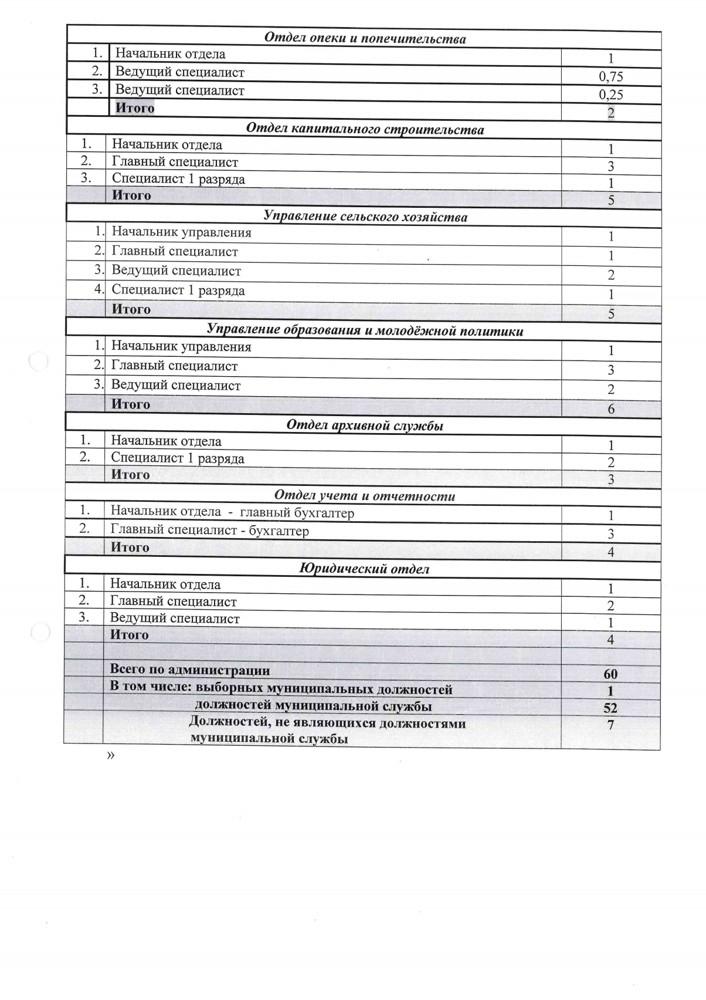 Отдел опеки и попечительства
1. Начальник отдела 1
2. Ведущий специалист 0,75
3. Ведущий специалист 0,25
Итого 2
Отдел капитального строительства
1. Начальник отдела 1
2. Главный специалист 3
3. Специалист 1 разряда 1
Итого 5
Управление сельского хозяйства
1. Начальник управления 1
2. Главный специалист 1
3. Ведущий специалист 2
4. Специалист 1 разряда 1
Итого 5
Управление образования и молодёжной политики
1. Начальник управления 1
2. Главный специалист 3
3. Ведущий специалист 2
Итого 6
Отдел архивной службы
1. Начальник отдела 1
2. Специалист 1 разряда 2
Итого 3
Отдел учета и отчетности
1. Начальник отдела - главный бухгалтер 1
2. Главный специалист - бухгалтер 3
Итого 4
Юридический отдел
1. Начальник отдела 1
2. Главный специалист 2
3. Ведущий специалист 1
Итого 4
Всего по администрации 60
В том числе: выборных муниципальных должностей 1
должностей муниципальной службы 52
Должностей, не являющихся должностями 7
муниципальной службы
»